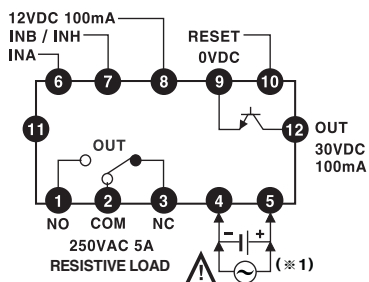 12VDC 100mA
INB / INH
INA
RESET
0VDC
6 7 8 9 10
11
12 OUT
30VDC
100mA
OUT
1 2 3 4 5
NO COM NC
250VAC 5A
RESISTIVE LOAD
- +
(※1)
!